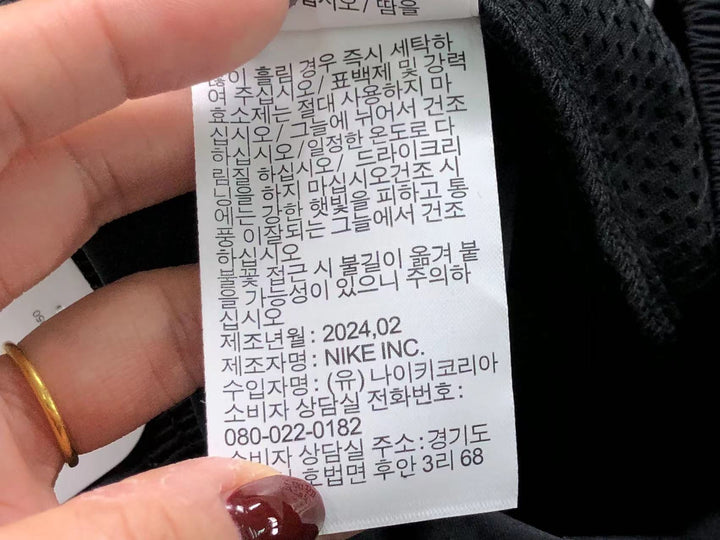 십시오/땀을
많이 흘림 경우 즉시 세탁하
여 주십시오/표백제 및 강력
효소제는 절대 사용하지 마
십시오/그늘에 뉘어서 건조
하십시오/일정한 온도로 다
림질 하십시오/ 드라이크리
닝을 하지 마십시오건조 시
에는 강한 햇빛을 피하고 통
풍 이잘되는 그늘에서 건조
하십시오
불꽃 접근 시 불길이 옮겨 붙
을 가능성이 있으니 주의하
십시오
제조년월: 2024,02
제조자명: NIKE INC.
수입자명: (유)나이키코리아
소비자 상담실 전화번호:
080-022-0182
소비자 상담실 주소:경기도
호법면 후안 3리 68
50